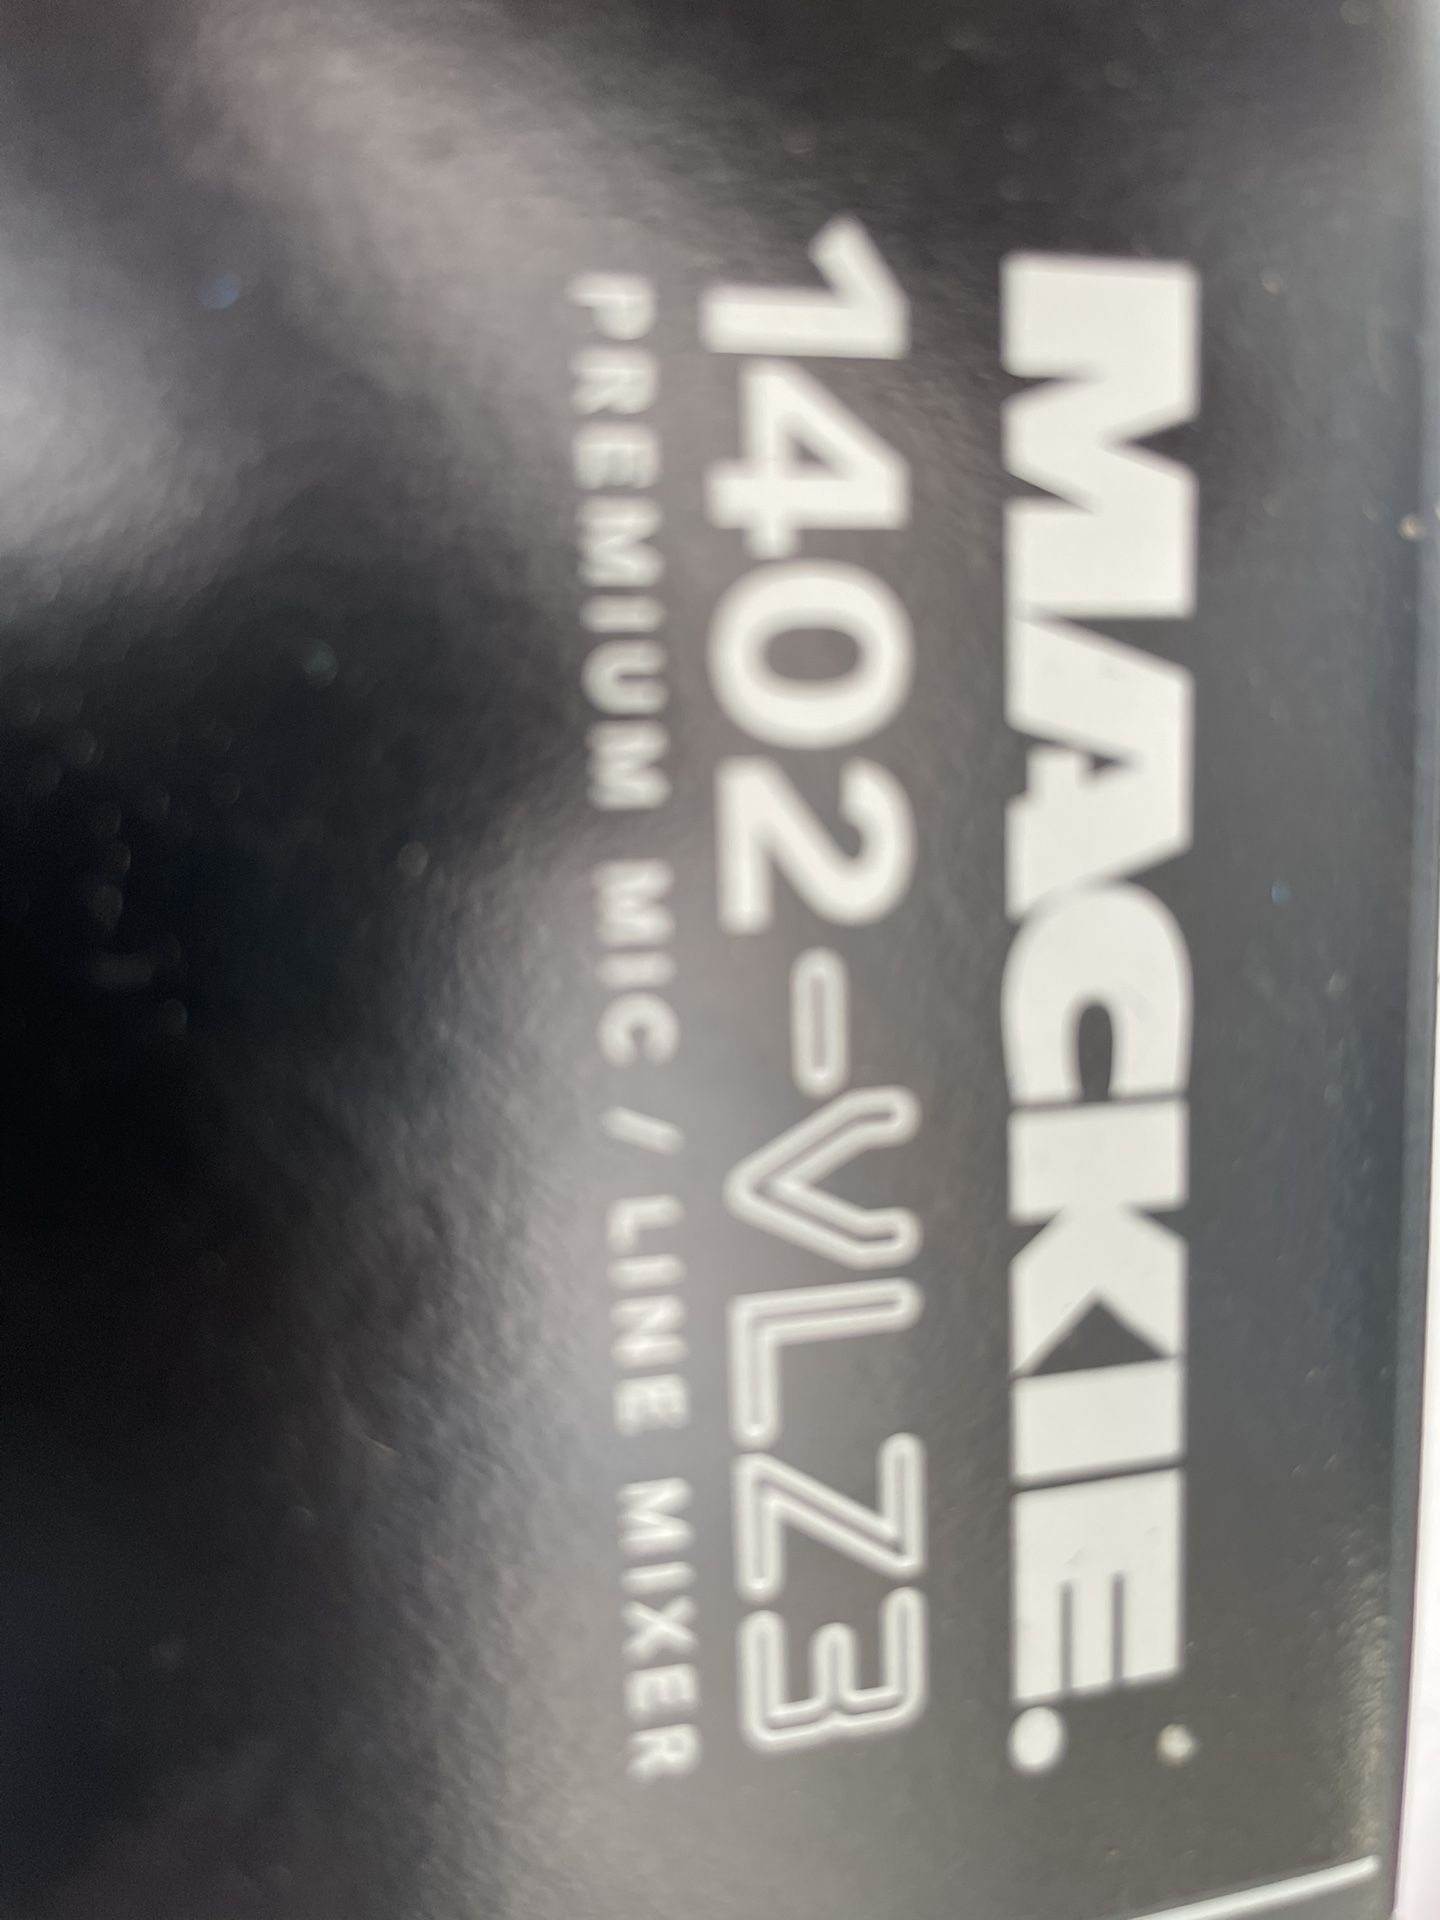 MACKIE.
1402-VLZ3
PREMIUM MIC / LINE MIXER